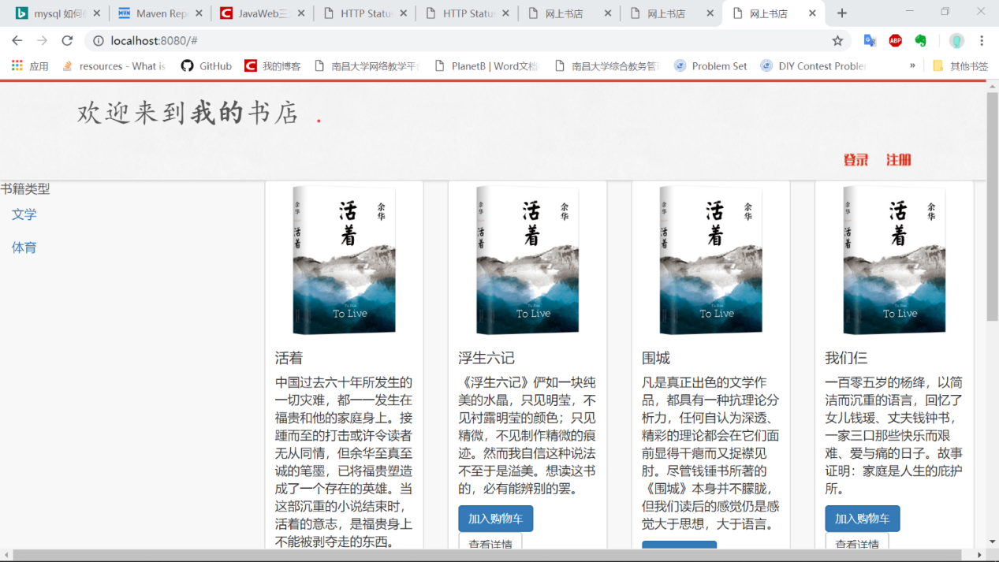 mysql 如何
Maven Rep
JavaWeb三
HTTP Status
HTTP Status
网上书店
网上书店
网上书店
localhost:8080/#
应用
resources - What is
GitHub
我的博客
南昌大学网络教学平
PlanetB | Word文档
南昌大学综合教务管
Problem Set
DIY Contest Probler
»
其他书签
欢迎来到我的书店 .
登录 注册
书籍类型
文学
体育
余华
活着
余华
活着
To Live
余华
活着
余华
活着
To Live
余华
活着
余华
活着
To Live
余华
活着
余华
活着
To Live
活着
中国过去六十年所发生的
一切灾难，都一一发生在
福贵和他的家庭身上。接
踵而至的打击或许令读者
无从同情，但余华至真至
诚的笔墨，已将福贵塑造
成了一个存在的英雄。当
这部沉重的小说结束时，
活着的意志，是福贵身上
不能被剥夺走的东西。
浮生六记
《浮生六记》俨如一块纯
美的水晶，只见明莹，不
见衬露明莹的颜色；只见
精微，不见制作精微的痕
迹。然而我自信这种说法
不至于是溢美。想读这书
的，必有能辨别的罢。
加入购物车
查看详情
围城
凡是真正出色的文学作
品，都具有一种抗理论分
析力，任何自认为深透、
精彩的理论都会在它们面
前显得干瘪而又捉襟见
肘。尽管钱锺书所著的
《围城》本身并不朦胧，
但我们读后的感觉仍是感
觉大于思想，大于语言。
我们仨
一百零五岁的杨绛，以简
洁而沉重的语言，回忆了
女儿钱瑗、丈夫钱钟书，
一家三口那些快乐而艰
难、爱与痛的日子。故事
证明：家庭是人生的庇护
所。
加入购物车
查看详情